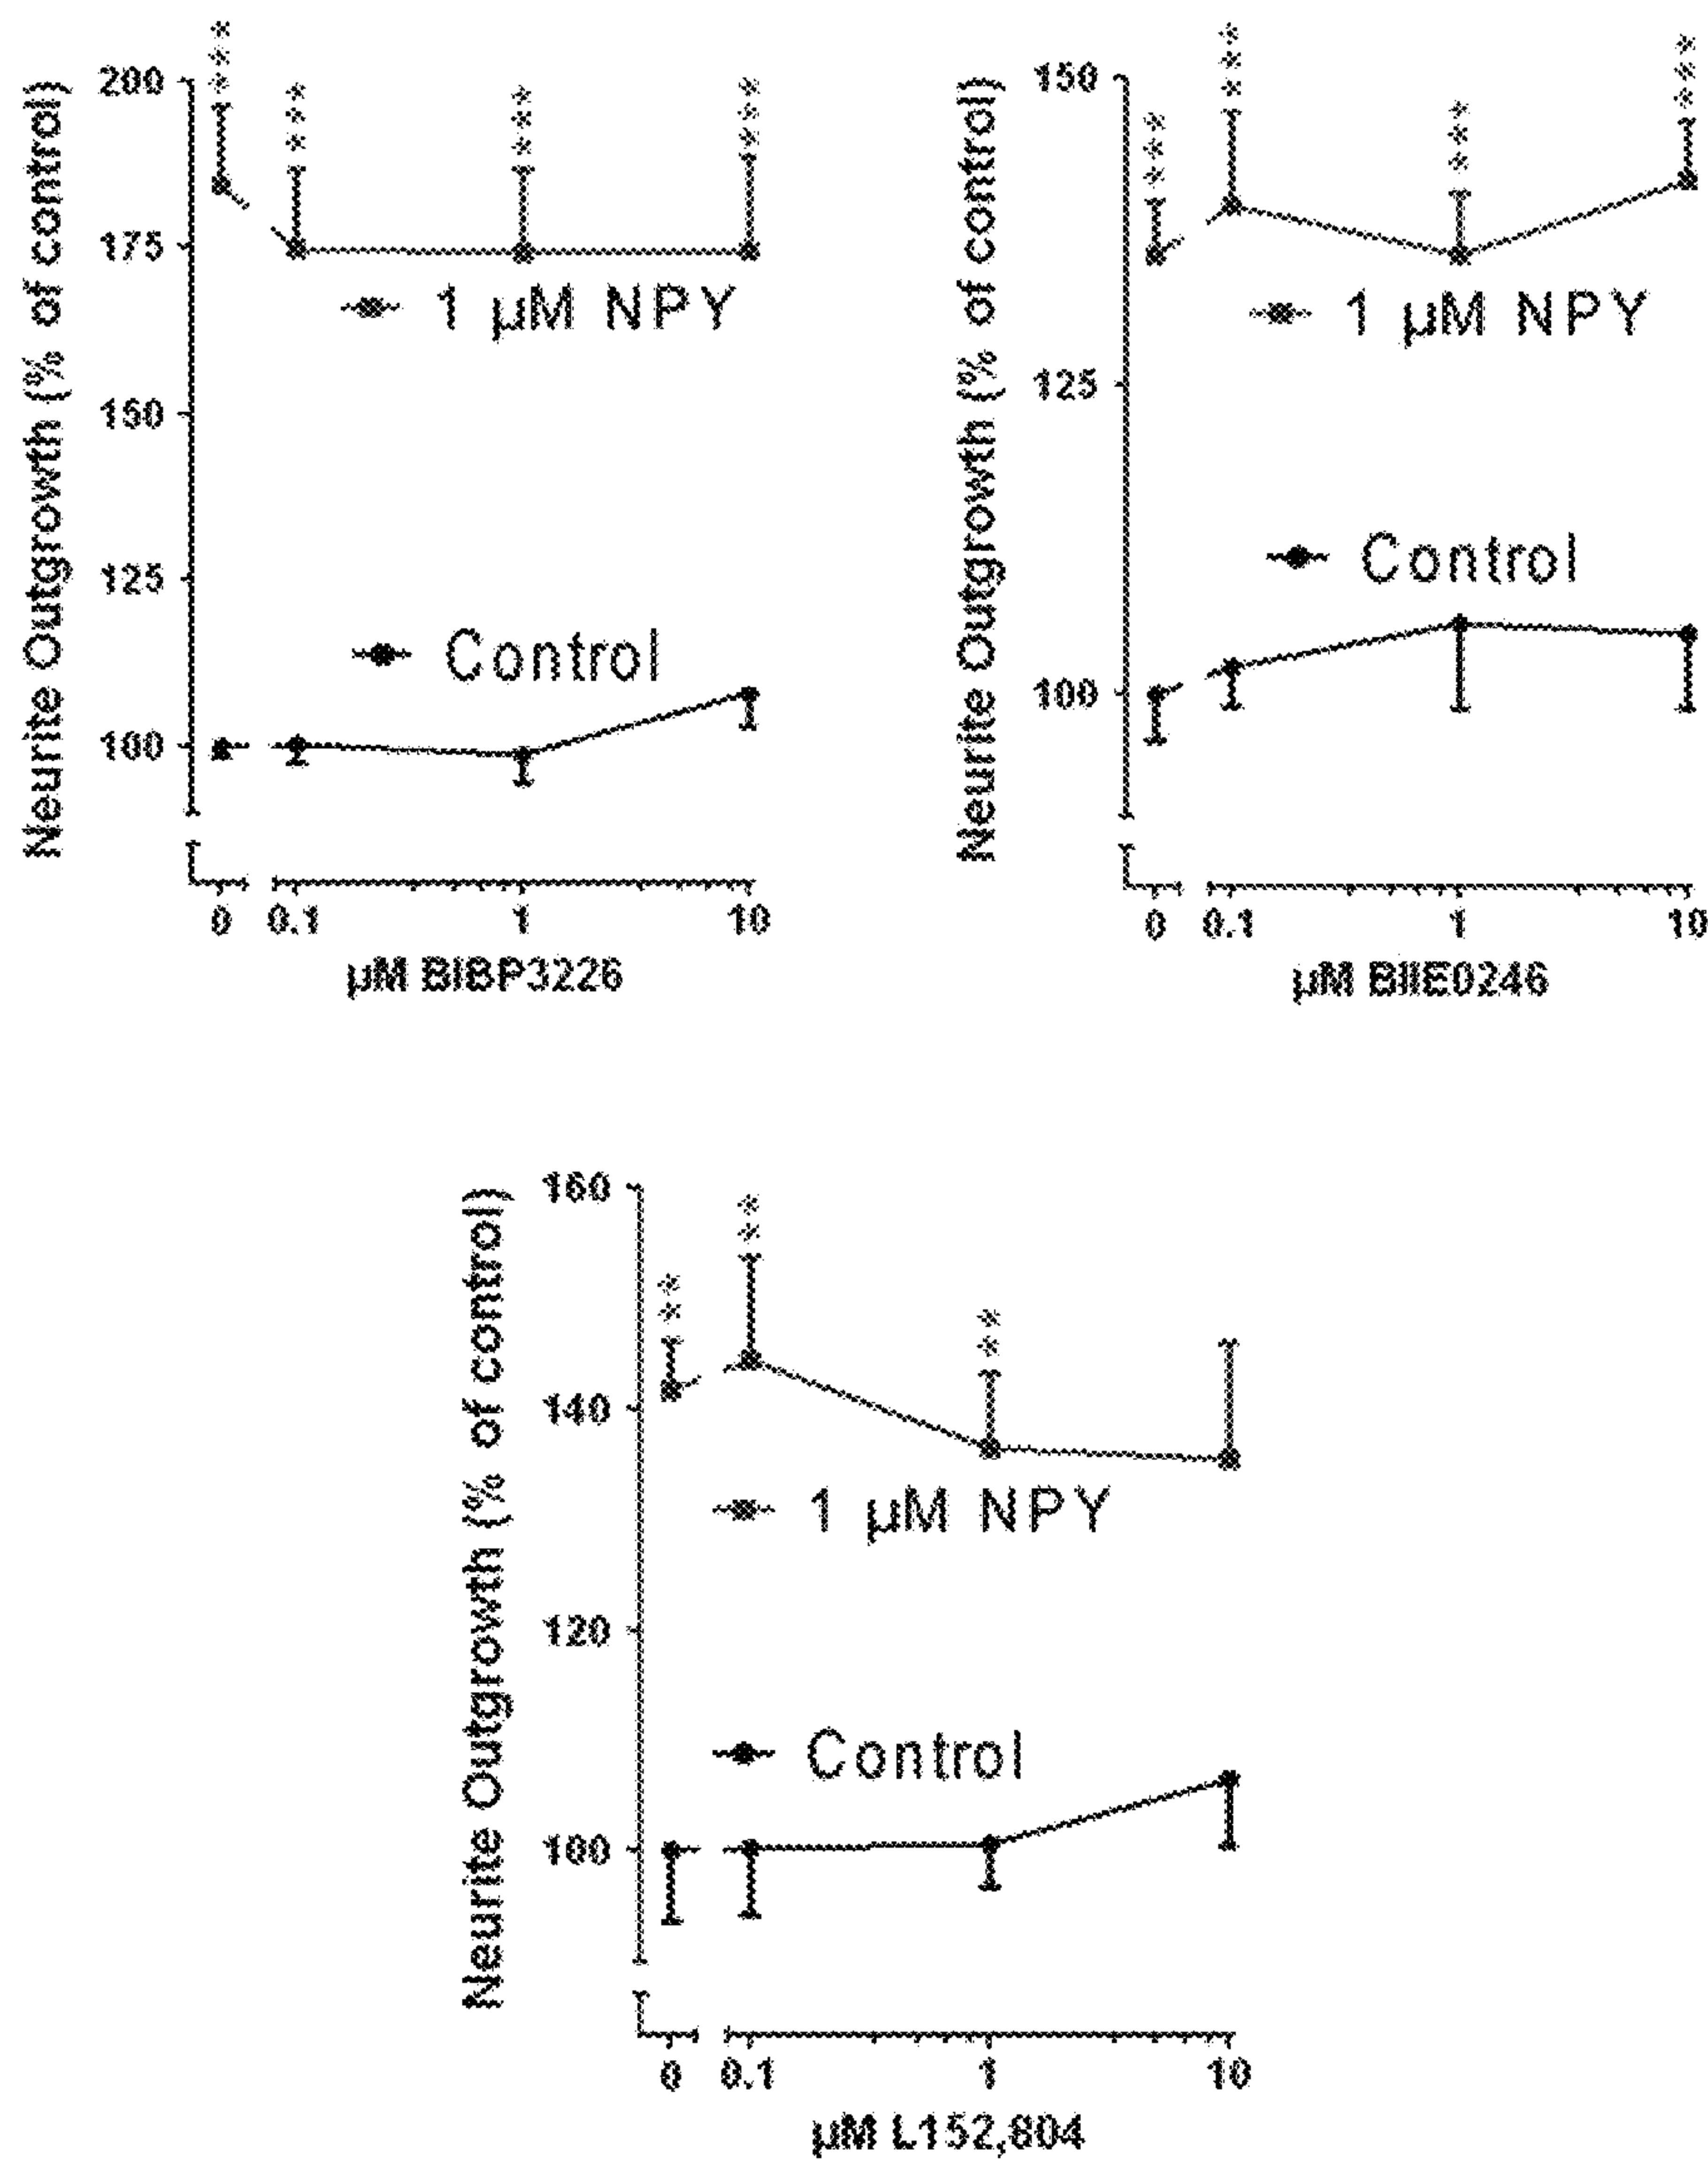 Neurite Outgrowth (% of control)
200
175
150
125
100
***
***
***
***
1 µM NPY
Control
0 0.1 1 10
µM BIBP3226
Neurite Outgrowth (% of control)
150
125
100
***
***
***
***
1 µM NPY
Control
0 0.1 1 10
µM BIIE0246
Neurite Outgrowth (% of control)
160
140
120
100
**
**
**
1 µM NPY
Control
0 0.1 1 10
µM L152,804